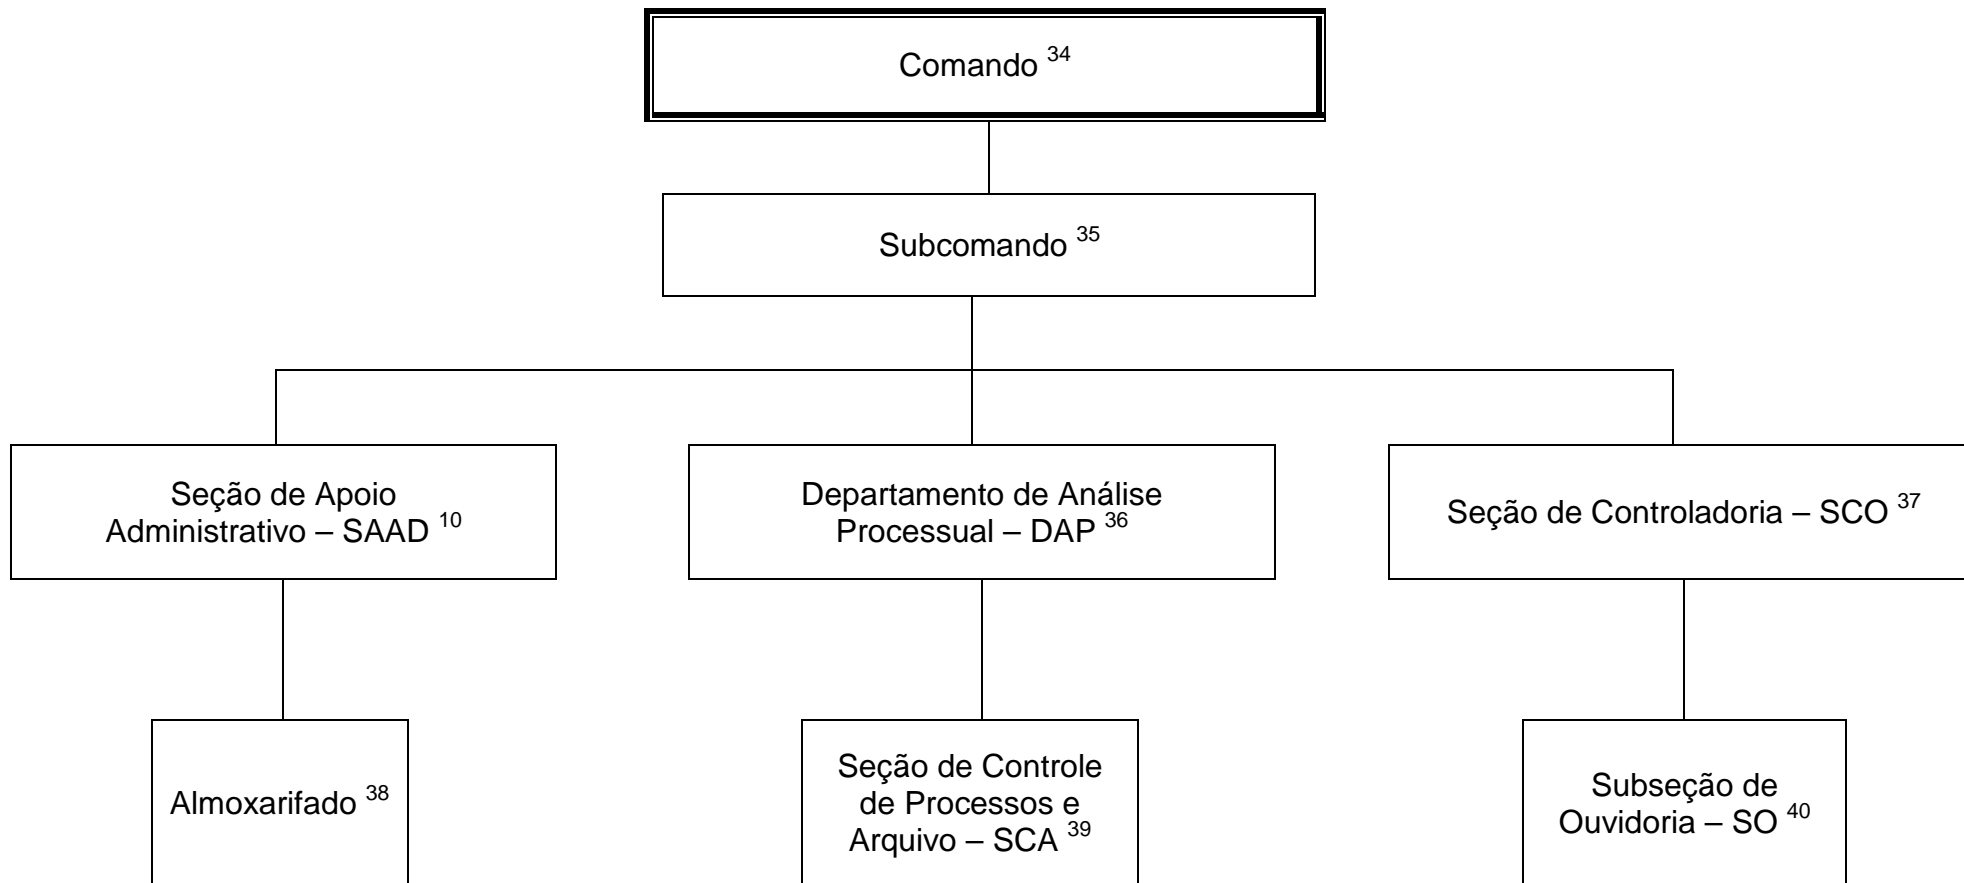 Comando 34
Subcomando 35
Seção de Apoio
Administrativo – SAAD 10
Departamento de Análise
Processual – DAP 36
Seção de Controladoria – SCO 37
Almoxarifado 38
Seção de Controle
de Processos e
Arquivo – SCA 39
Subseção de
Ouvidoria – SO 40